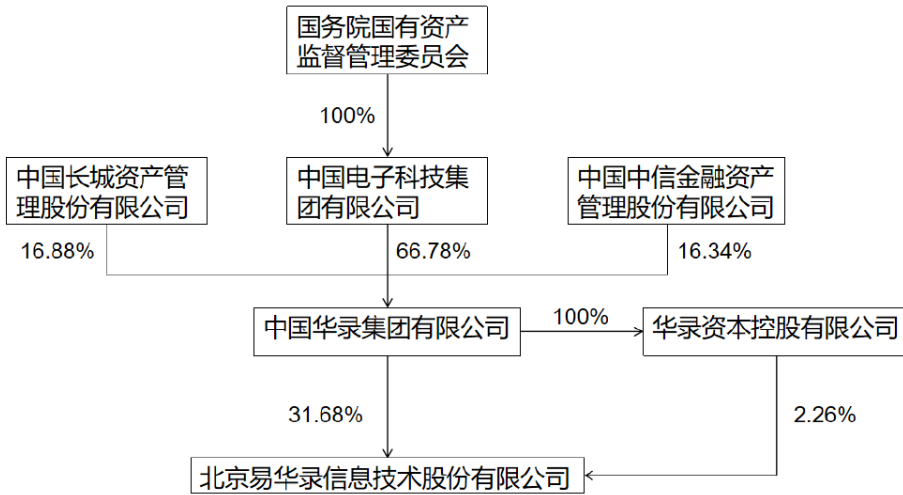 国务院国有资产
监督管理委员会
100%
中国长城资产管
理股份有限公司
中国电子科技集
团有限公司
中国中信金融资产
管理股份有限公司
16.88%
66.78%
16.34%
中国华录集团有限公司
100%
华录资本控股有限公司
31.68%
2.26%
北京易华录信息技术股份有限公司